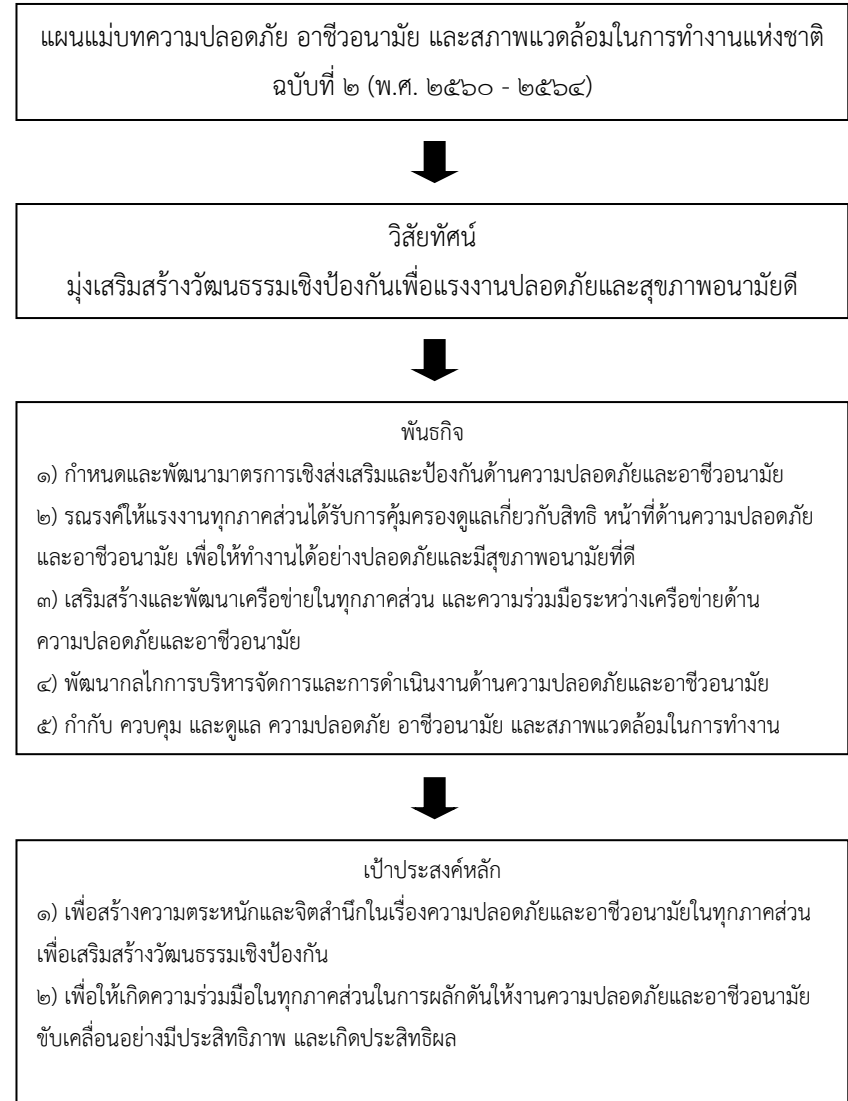 แผนแม่บทความปลอดภัย อาชีวอนามัย และสภาพแวดล้อมในการทำงานแห่งชาติ
ฉบับที่ ๒ (พ.ศ. ๒๕๖๐ - ๒๕๖๔)
วิสัยทัศน์
มุ่งเสริมสร้างวัฒนธรรมเชิงป้องกันเพื่อแรงงานปลอดภัยและสุขภาพอนามัยดี
พันธกิจ
๑) กำหนดและพัฒนามาตรการเชิงส่งเสริมและป้องกันด้านความปลอดภัยและอาชีวอนามัย
๒) รณรงค์ให้แรงงานทุกภาคส่วนได้รับการคุ้มครองดูแลเกี่ยวกับสิทธิ หน้าที่ด้านความปลอดภัย
และอาชีวอนามัย เพื่อให้ทำงานได้อย่างปลอดภัยและมีสุขภาพอนามัยที่ดี
๓) เสริมสร้างและพัฒนาเครือข่ายในทุกภาคส่วน และความร่วมมือระหว่างเครือข่ายด้าน
ความปลอดภัยและอาชีวอนามัย
๔) พัฒนากลไกการบริหารจัดการและการดำเนินงานด้านความปลอดภัยและอาชีวอนามัย
๕) กำกับ ควบคุม และดูแล ความปลอดภัย อาชีวอนามัย และสภาพแวดล้อมในการทำงาน
เป้าประสงค์หลัก
๑) เพื่อสร้างความตระหนักและจิตสำนึกในเรื่องความปลอดภัยและอาชีวอนามัยในทุกภาคส่วน
เพื่อเสริมสร้างวัฒนธรรมเชิงป้องกัน
๒) เพื่อให้เกิดความร่วมมือในทุกภาคส่วนในการผลักดันให้งานความปลอดภัยและอาชีวอนามัย
ขับเคลื่อนอย่างมีประสิทธิภาพ และเกิดประสิทธิผล